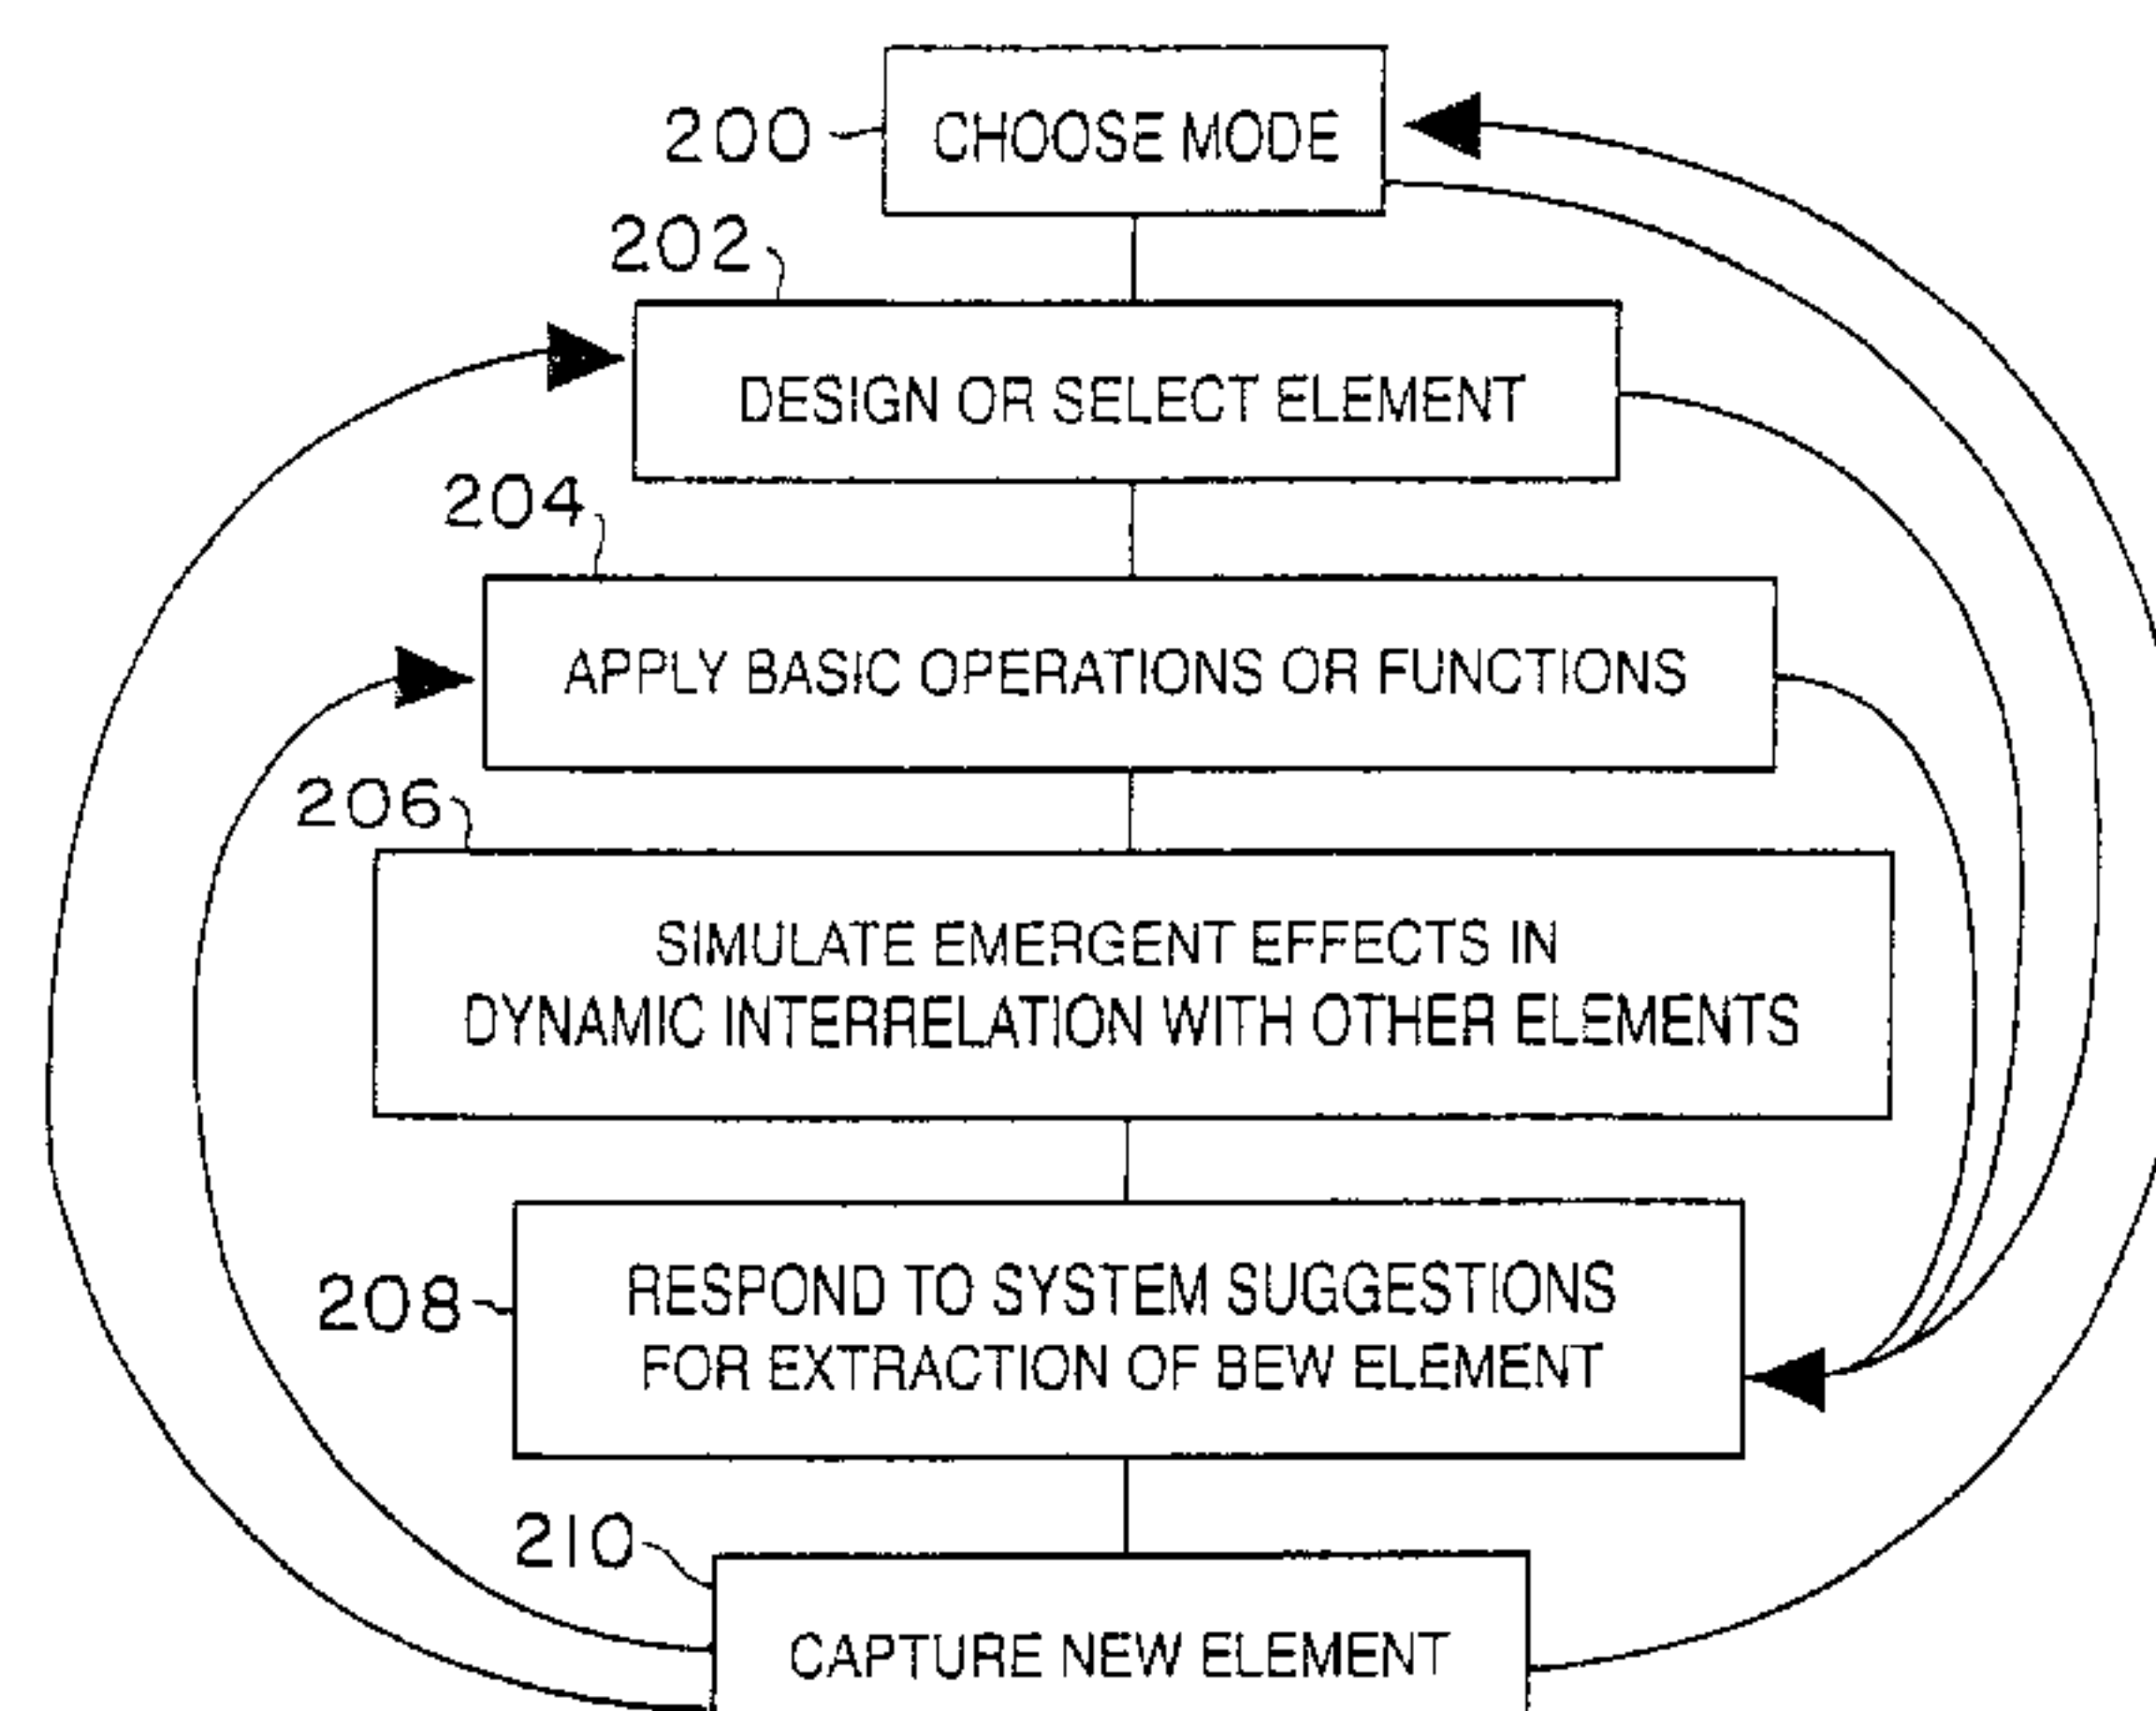 200
CHOOSE MODE
202
DESIGN OR SELECT ELEMENT
204
APPLY BASIC OPERATIONS OR FUNCTIONS
206
SIMULATE EMERGENT EFFECTS IN
DYNAMIC INTERRELATION WITH OTHER ELEMENTS
208
RESPOND TO SYSTEM SUGGESTIONS
FOR EXTRACTION OF BEW ELEMENT
210
CAPTURE NEW ELEMENT